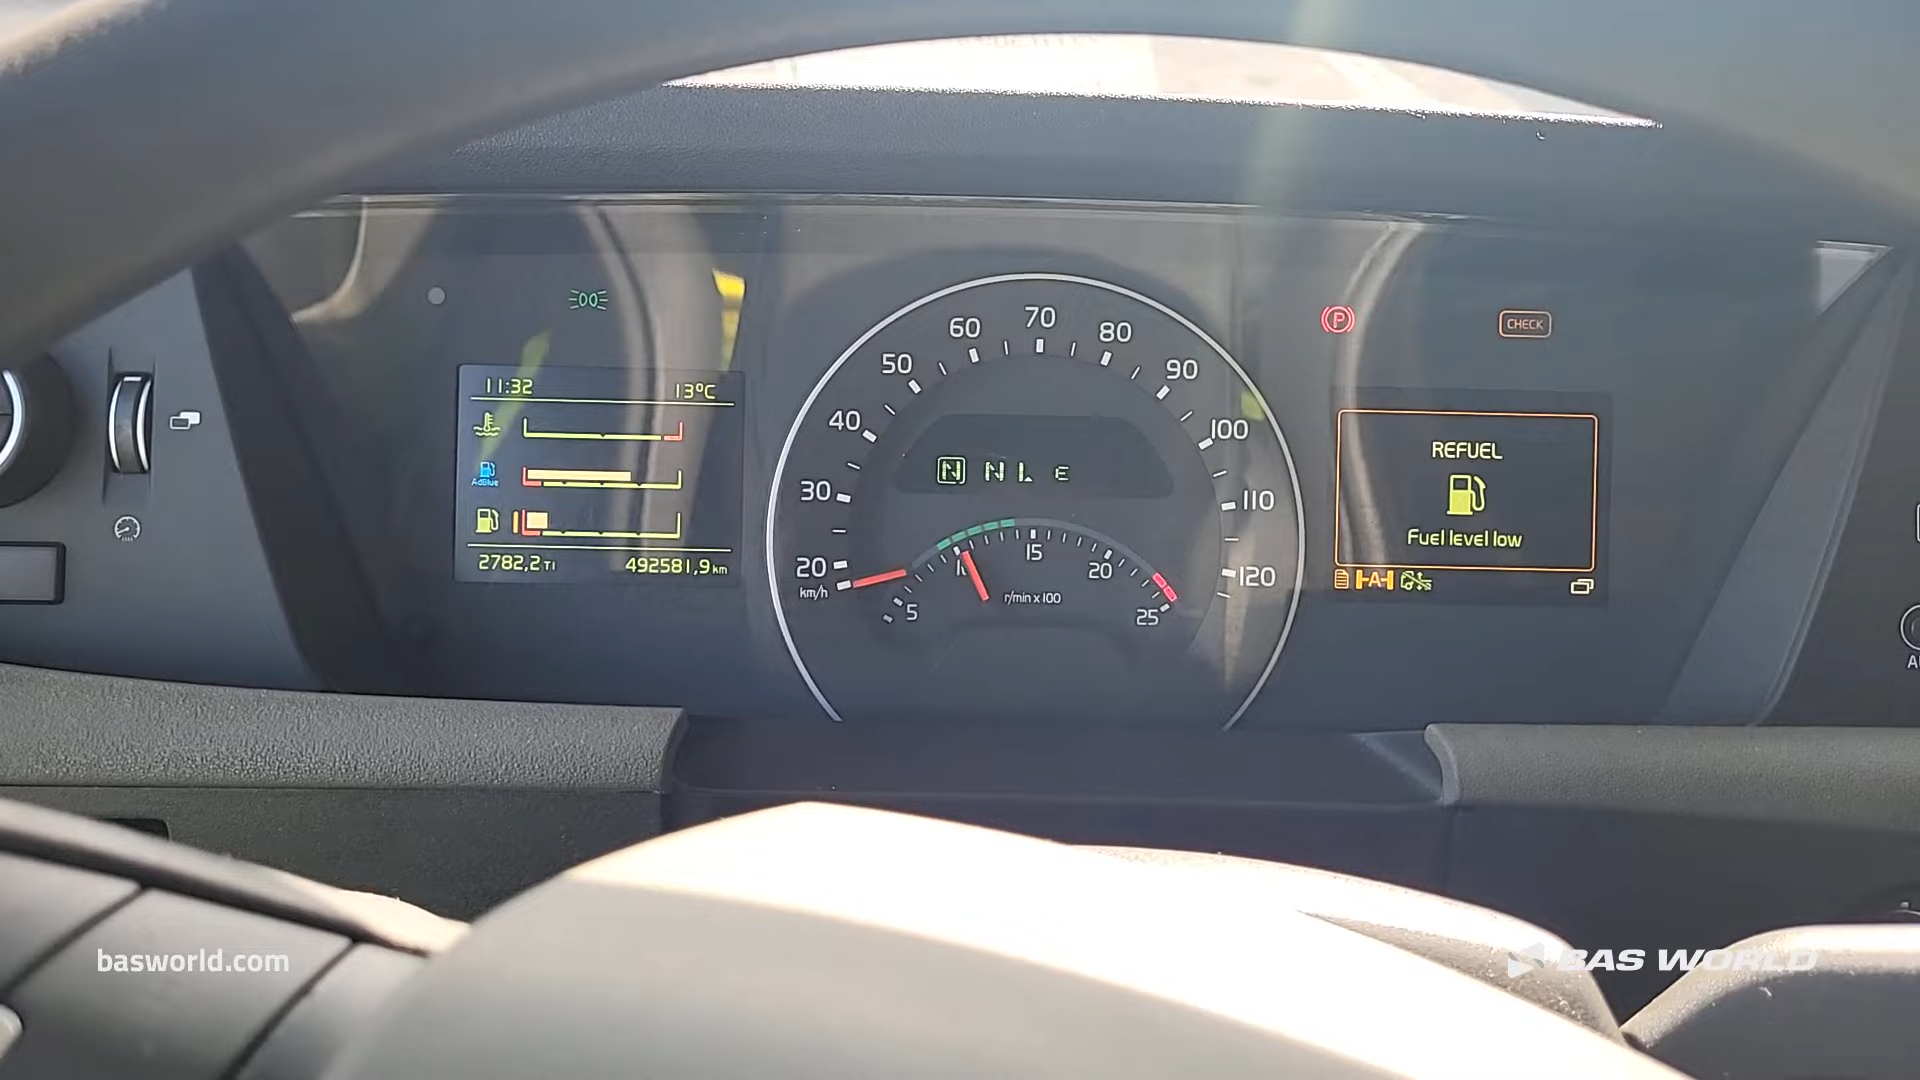 CHECK
11:32 13°C
AdBlue
2782,2 T1 492581,9 km
20 30 40 50 60 70 80 90 100 110 120
km/h
N N L E
5 10 15 20 25
r/min x 100
REFUEL
Fuel level low
A
basworld.com
BAS WORLD